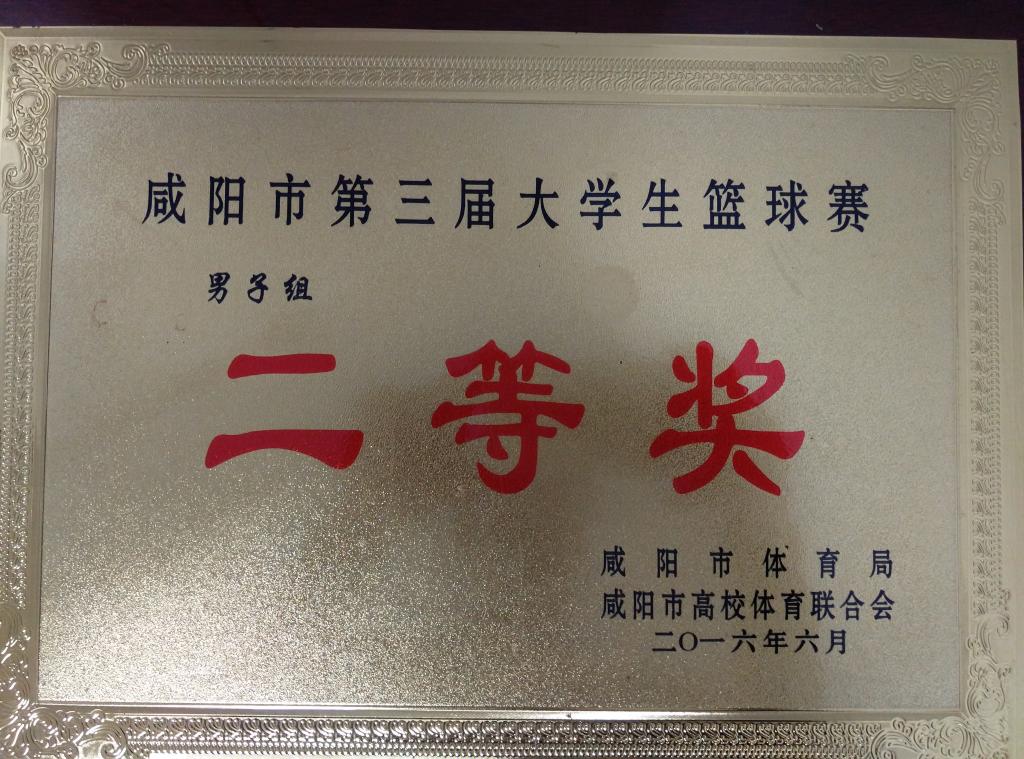 咸阳市第三届大学生篮球赛
男子组
二等奖
咸阳市体育局
咸阳市高校体育联合会
二〇一六年六月